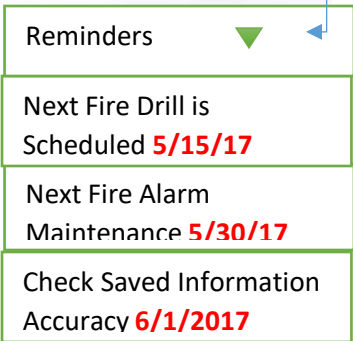 Reminders
Next Fire Drill is
Scheduled 5/15/17
Next Fire Alarm
Maintenance 5/30/17
Check Saved Information
Accuracy 6/1/2017